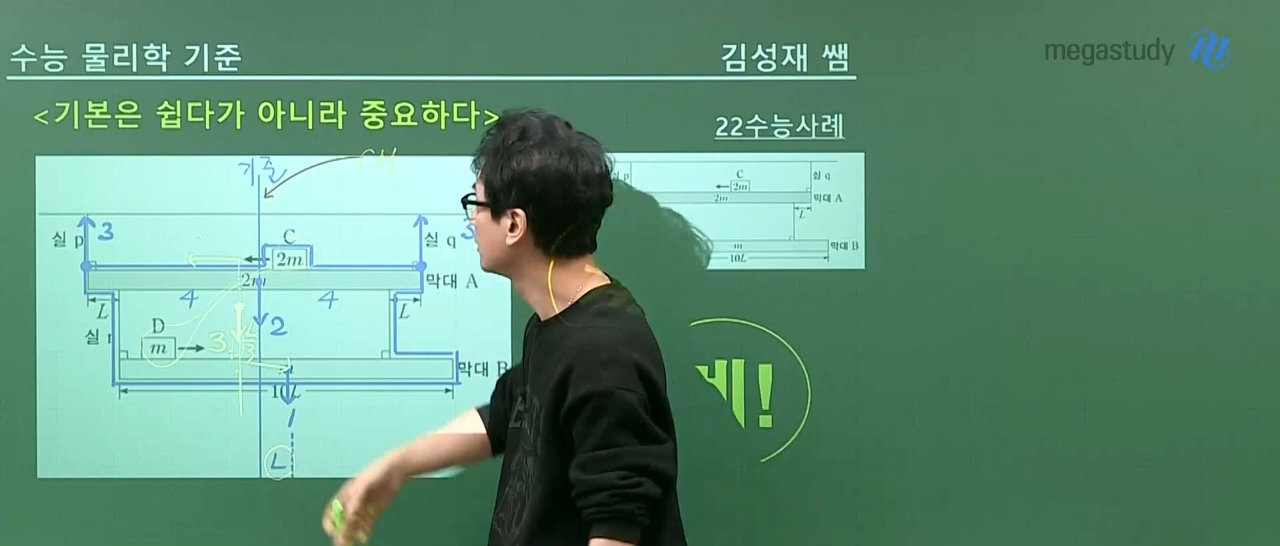 수능 물리학 기준
김성재 쌤
megastudy
<기본은 쉽다가 아니라 중요하다>
22수능사례
기준
실 p
3
C
2m
실 q
3
2m
막대 A
4
4
L
L
2
실 r
D
m
3
막대 B
10L
1
L
실 p
C
2m
실 q
2m
막대 A
L
m
막대 B
10L